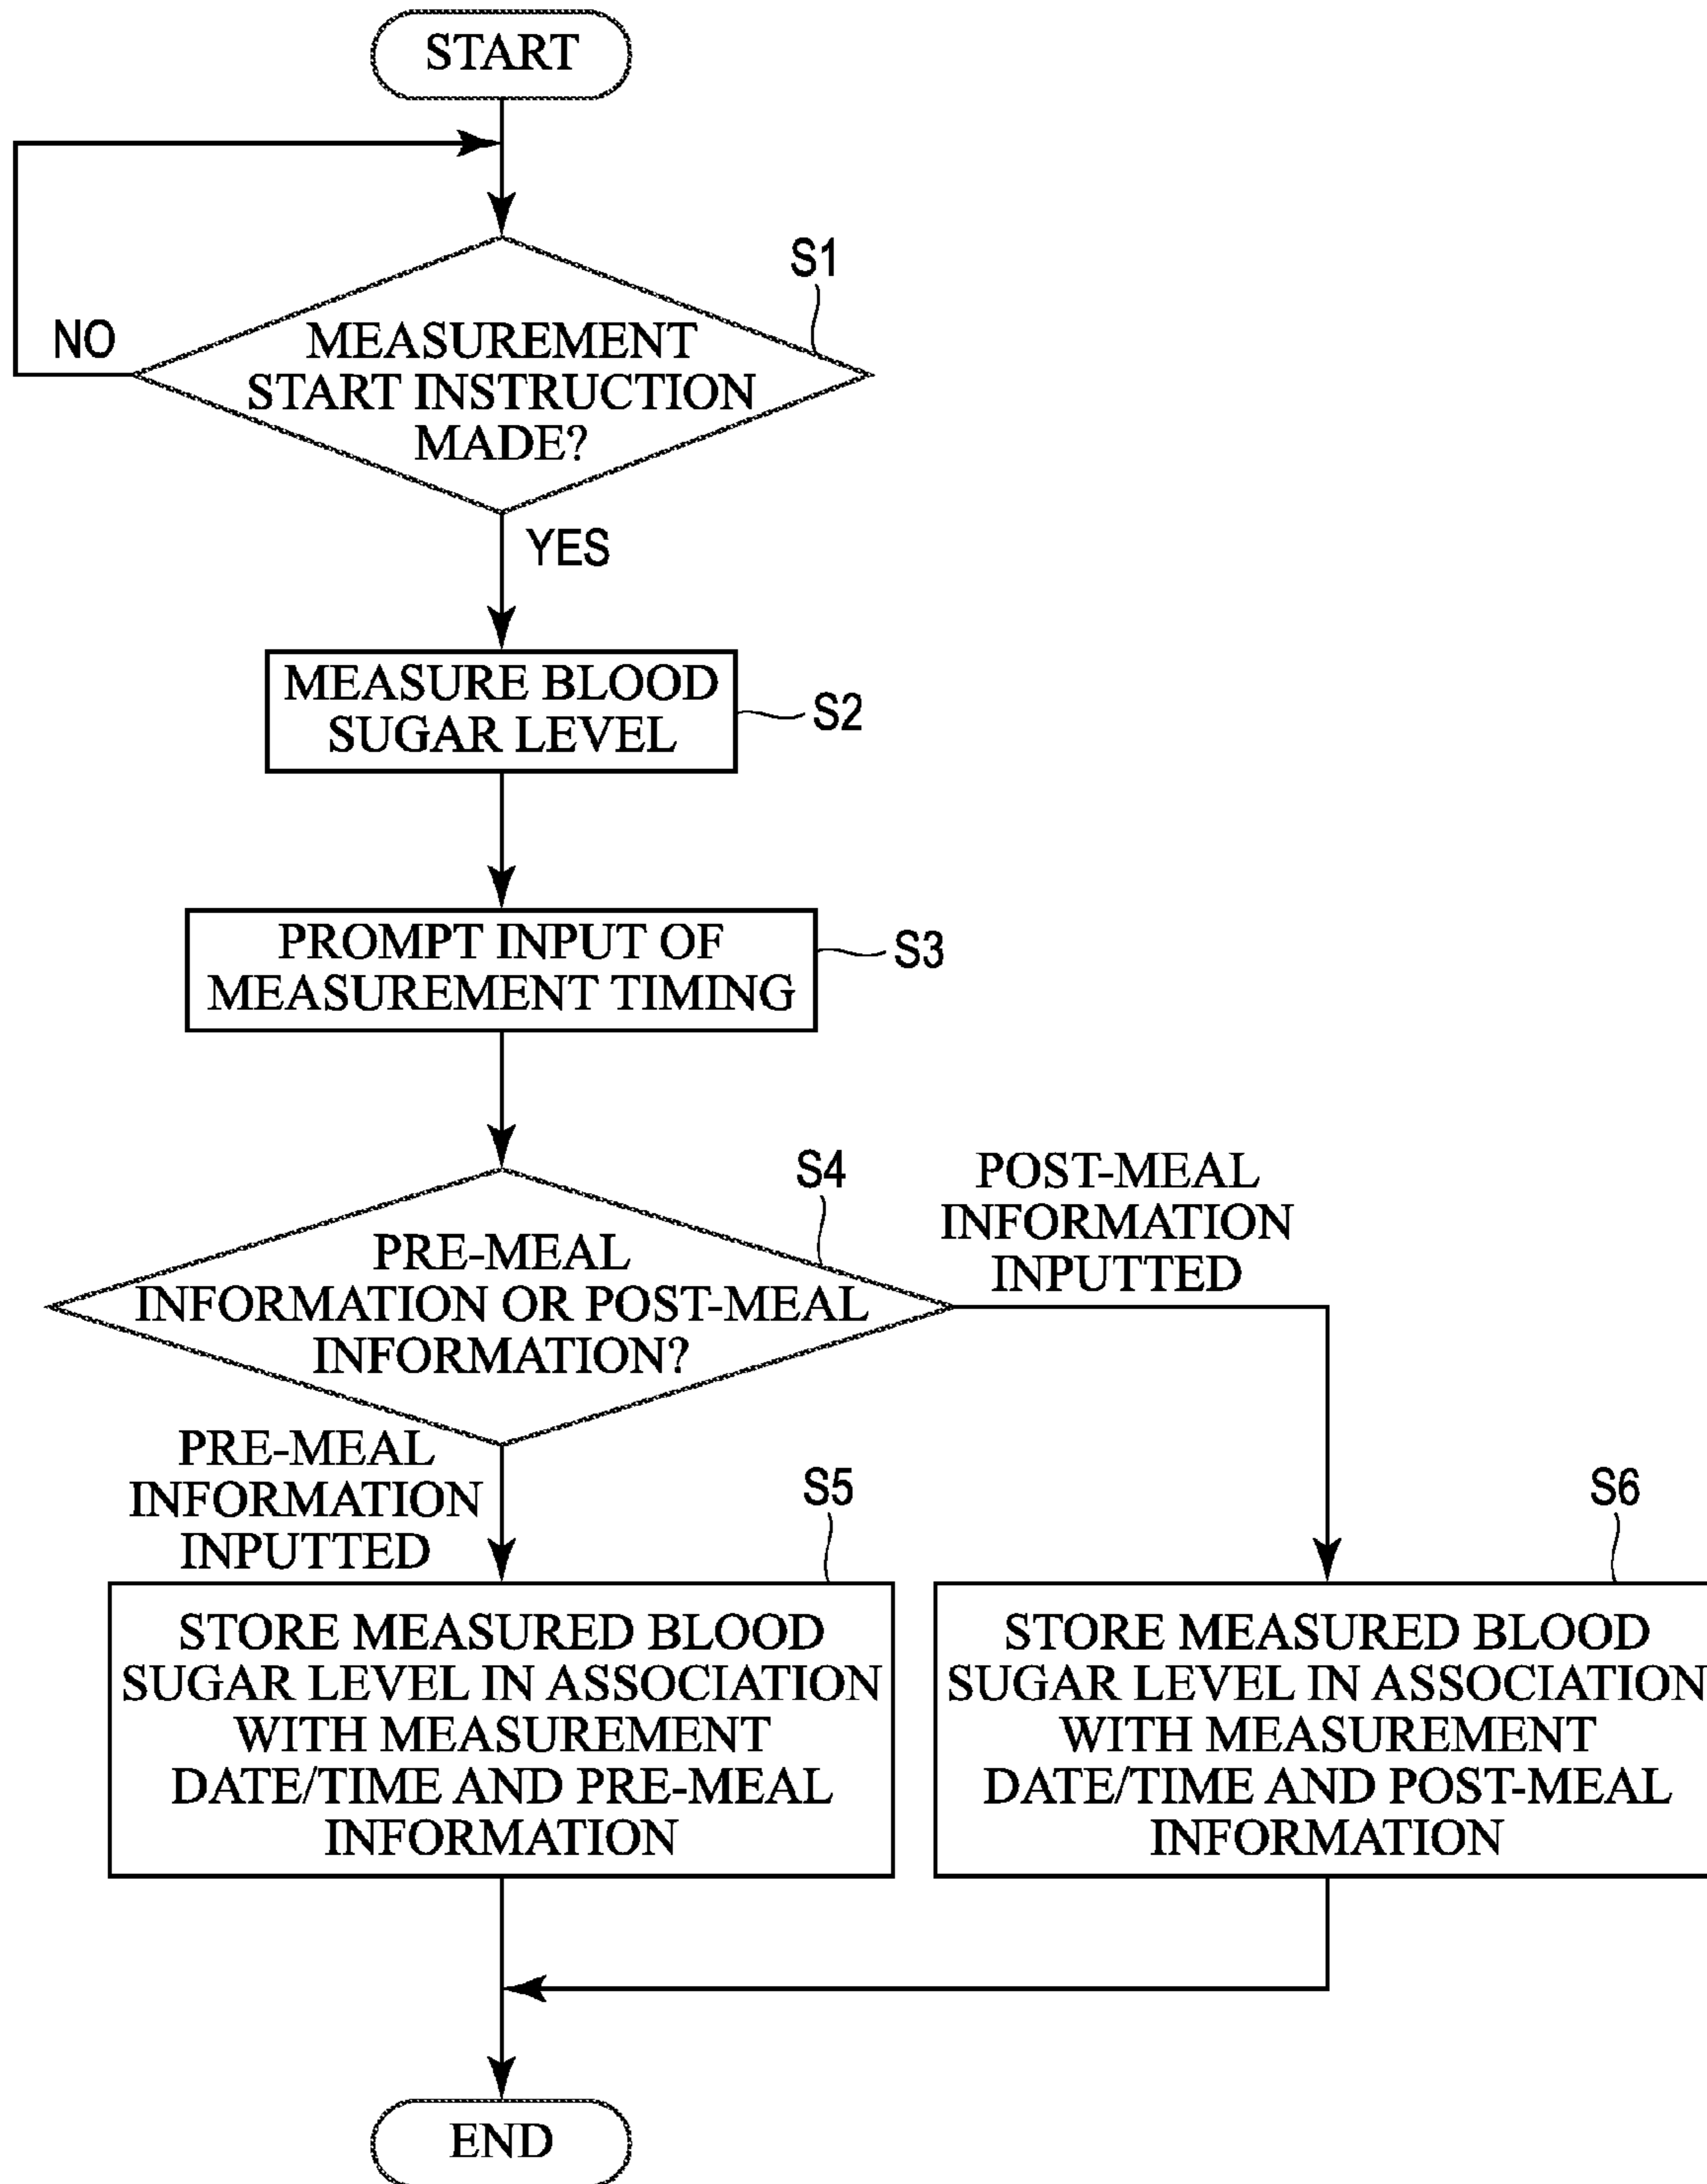 START
S1
NO
MEASUREMENT
START INSTRUCTION
MADE?
YES
MEASURE BLOOD
SUGAR LEVEL
S2
PROMPT INPUT OF
MEASUREMENT TIMING
S3
S4
POST-MEAL
INFORMATION
INPUTTED
PRE-MEAL
INFORMATION OR POST-MEAL
INFORMATION?
PRE-MEAL
INFORMATION
INPUTTED
S5
STORE MEASURED BLOOD
SUGAR LEVEL IN ASSOCIATION
WITH MEASUREMENT
DATE/TIME AND PRE-MEAL
INFORMATION
S6
STORE MEASURED BLOOD
SUGAR LEVEL IN ASSOCIATION
WITH MEASUREMENT
DATE/TIME AND POST-MEAL
INFORMATION
END